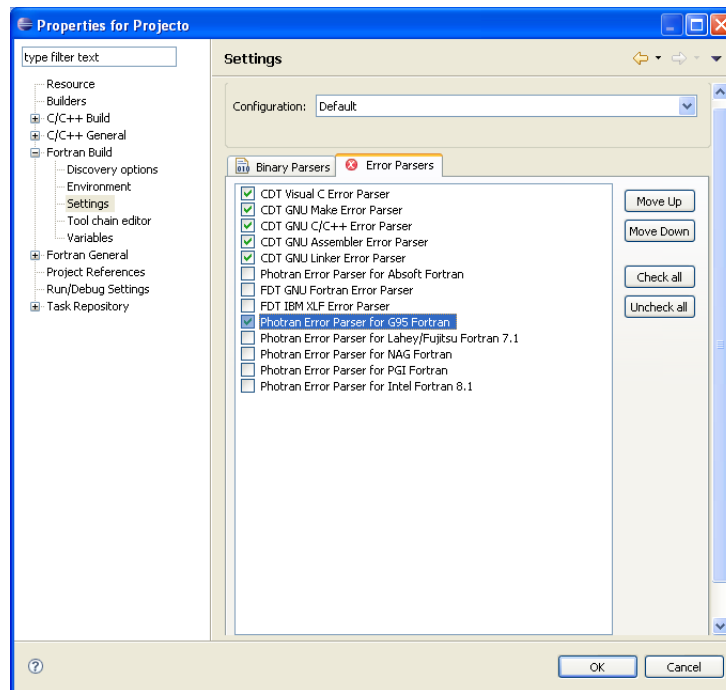 Properties for Projecto
type filter text
Resource
Builders
C/C++ Build
C/C++ General
Fortran Build
Discovery options
Environment
Settings
Tool chain editor
Variables
Fortran General
Project References
Run/Debug Settings
Task Repository
Settings
Configuration: Default
Binary Parsers
Error Parsers
CDT Visual C Error Parser
CDT GNU Make Error Parser
CDT GNU C/C++ Error Parser
CDT GNU Assembler Error Parser
CDT GNU Linker Error Parser
Photran Error Parser for Absoft Fortran
FDT GNU Fortran Error Parser
FDT IBM XLF Error Parser
Photran Error Parser for G95 Fortran
Photran Error Parser for Lahey/Fujitsu Fortran 7.1
Photran Error Parser for NAG Fortran
Photran Error Parser for PGI Fortran
Photran Error Parser for Intel Fortran 8.1
Move Up
Move Down
Check all
Uncheck all
OK
Cancel